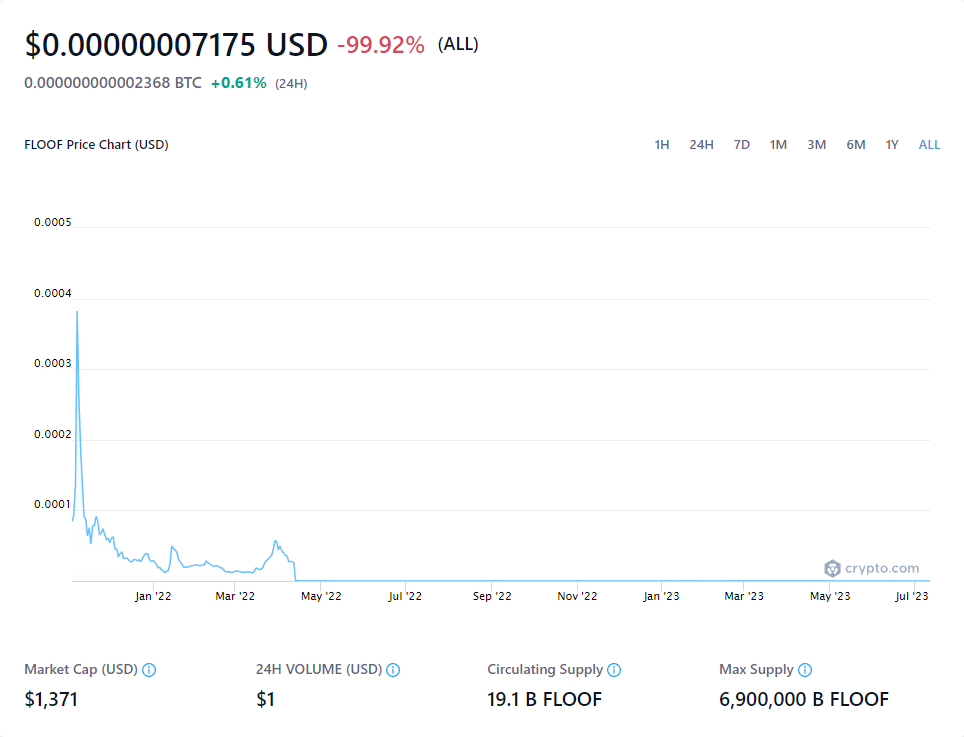 $0.00000007175 USD -99.92% (ALL)
0.000000000002368 BTC +0.61% (24H)
FLOOF Price Chart (USD) 1H 24H 7D 1M 3M 6M 1Y ALL
0.0005
0.0004
0.0003
0.0002
0.0001
crypto.com
Jan '22 Mar '22 May '22 Jul '22 Sep '22 Nov '22 Jan '23 Mar '23 May '23 Jul '23
Market Cap (USD) 24H VOLUME (USD) Circulating Supply Max Supply
$1,371 $1 19.1 B FLOOF 6,900,000 B FLOOF